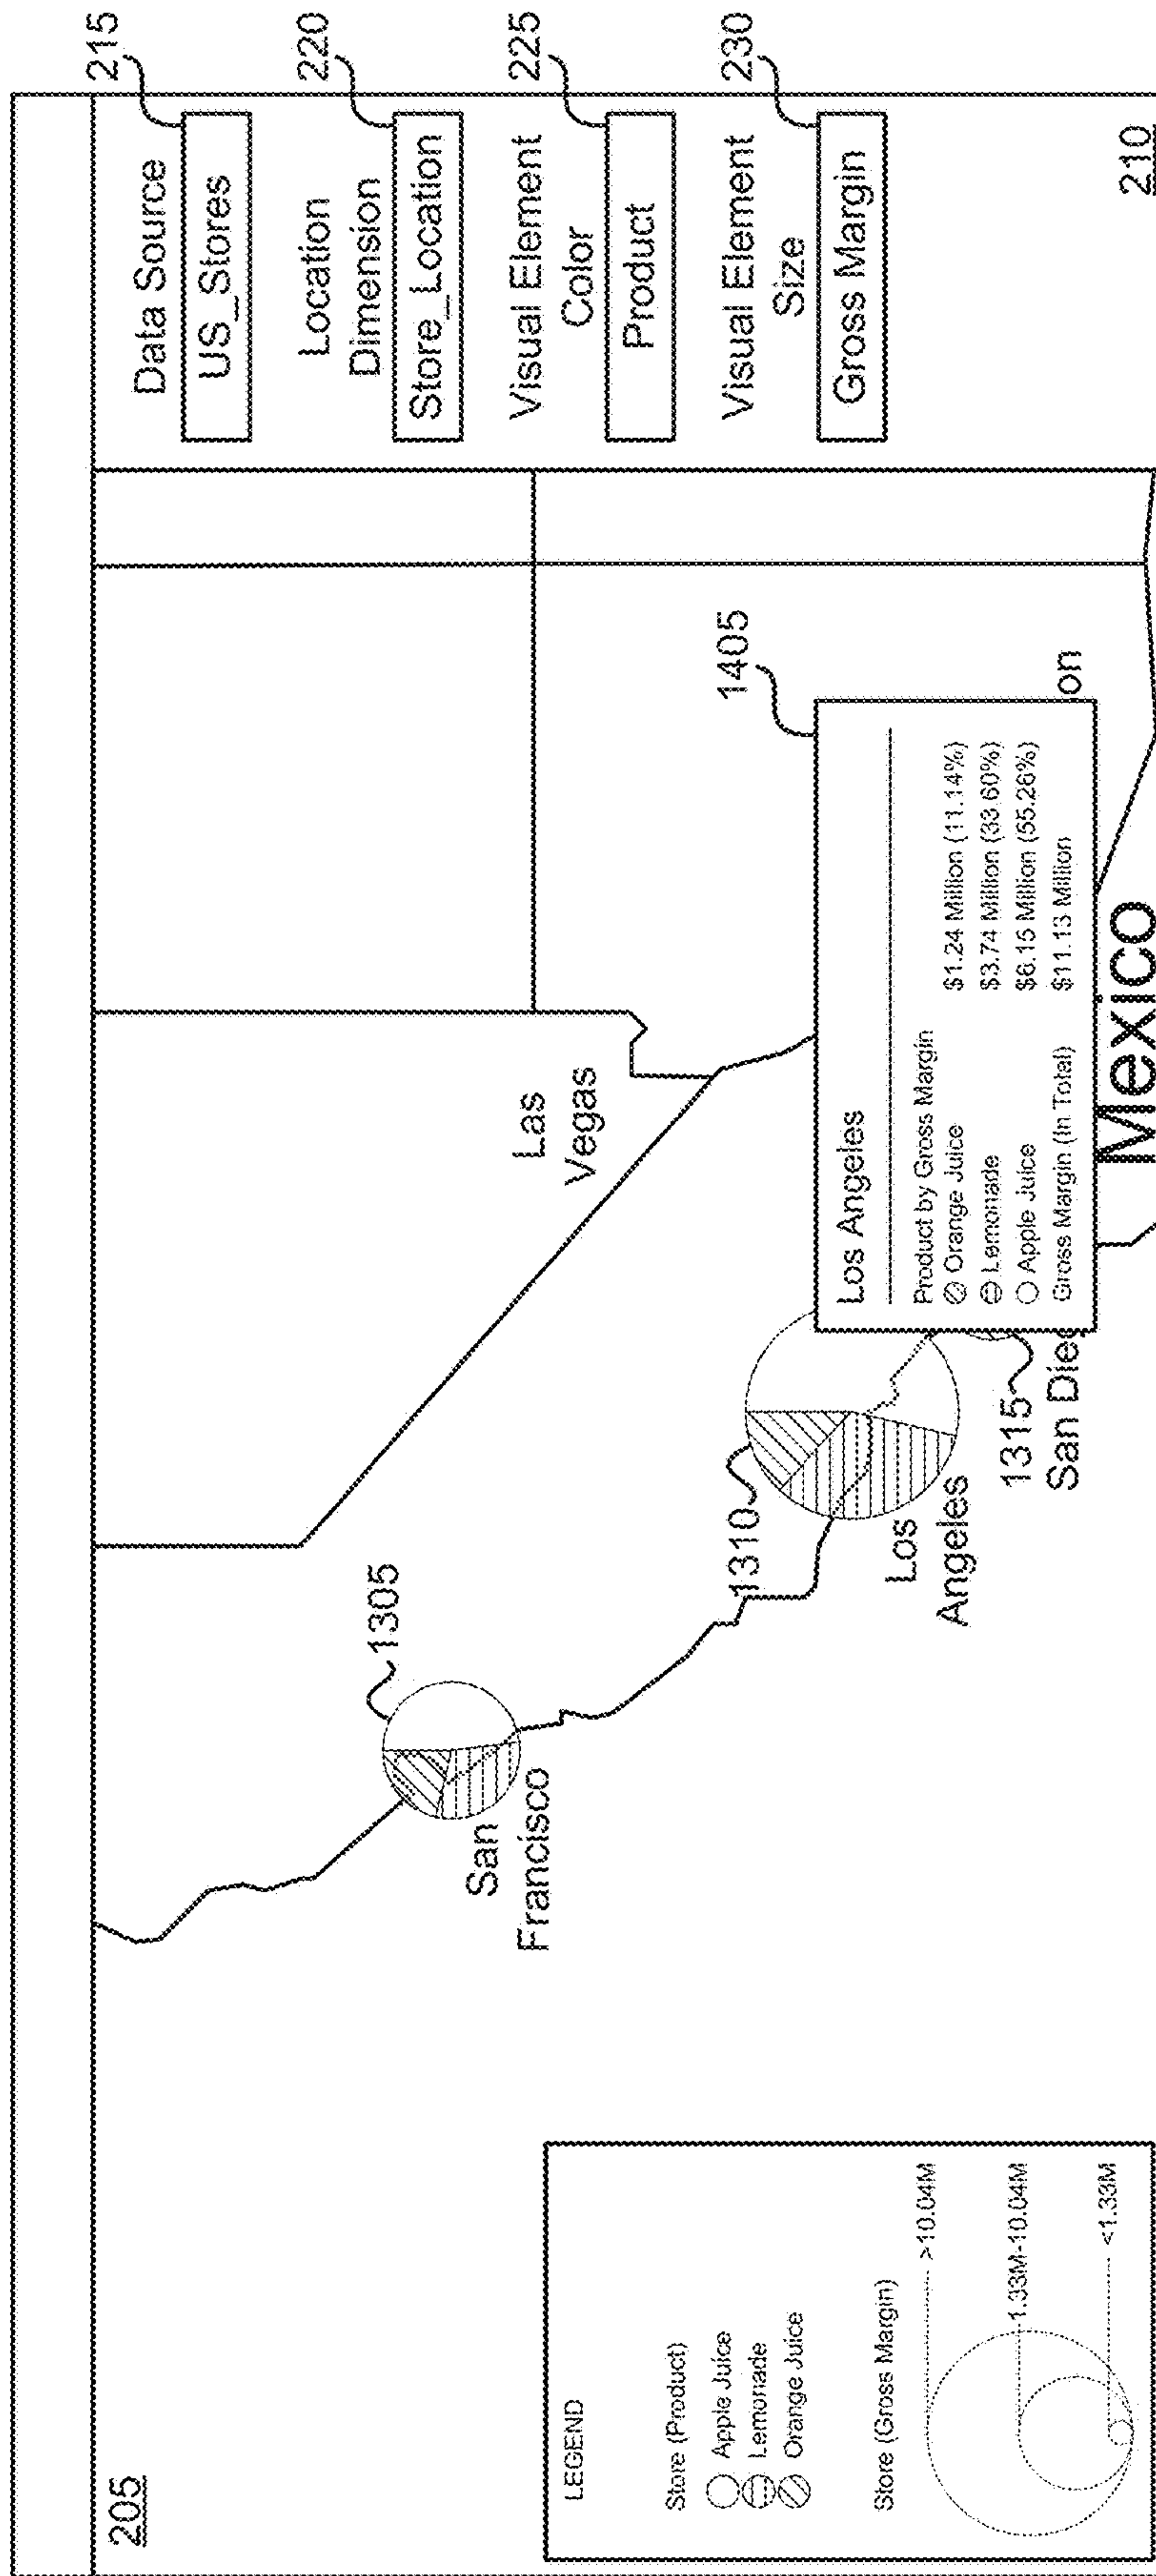 205
LEGEND
Store (Product)
Apple Juice
Lemonade
Orange Juice
Store (Gross Margin)
>10.04M
1.33M-10.04M
<1.33M
San
Francisco
1305
Los
Angeles
1310
1315
San Dieg
Las
Vegas
Los Angeles
Product by Gross Margin
Orange Juice $1.24 Million (11.14%)
Lemonade $3.74 Million (33.60%)
Apple Juice $6.15 Million (55.26%)
Gross Margin (In Total) $11.13 Million
1405
on
Mexico
Data Source
US_Stores
215
Location
Dimension
Store_Location
220
Visual Element
Color
Product
225
Visual Element
Size
Gross Margin
230
210